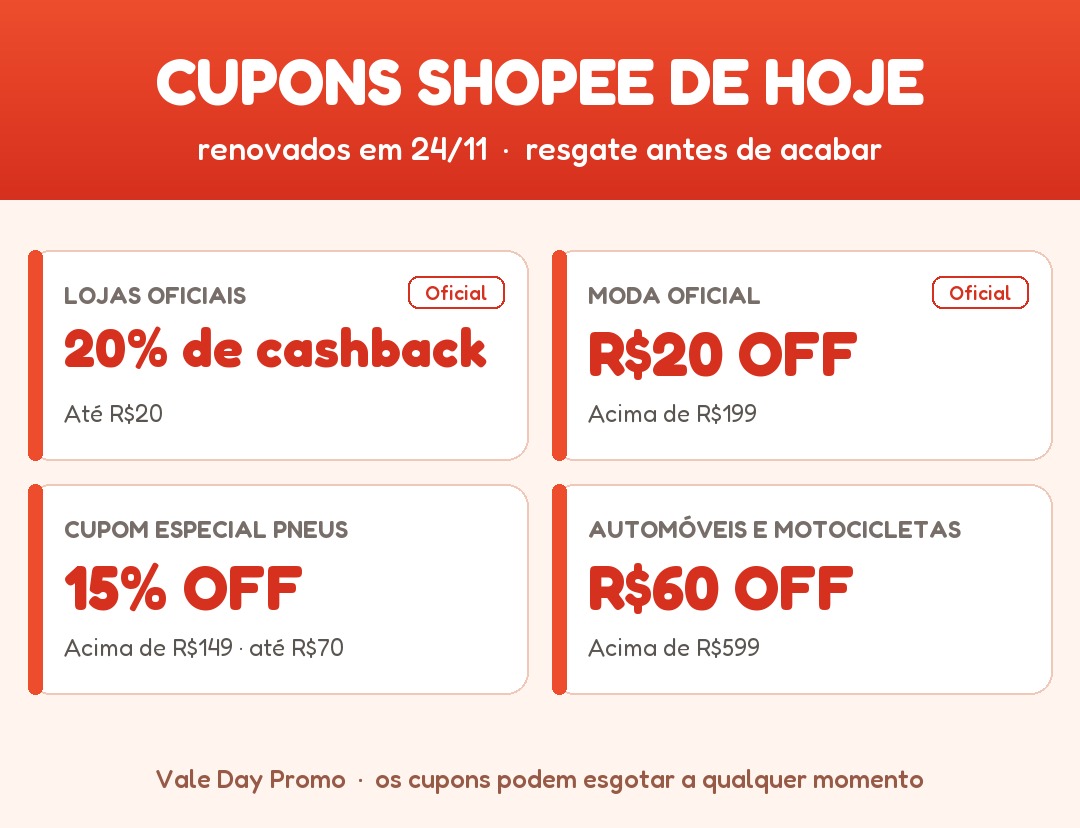 CUPONS SHOPEE DE HOJE
renovados em 24/11 · resgate antes de acabar
LOJAS OFICIAIS
Oficial
20% de cashback
Até R$20
MODA OFICIAL
Oficial
R$20 OFF
Acima de R$199
CUPOM ESPECIAL PNEUS
15% OFF
Acima de R$149 · até R$70
AUTOMÓVEIS E MOTOCICLETAS
R$60 OFF
Acima de R$599
Vale Day Promo · os cupons podem esgotar a qualquer momento